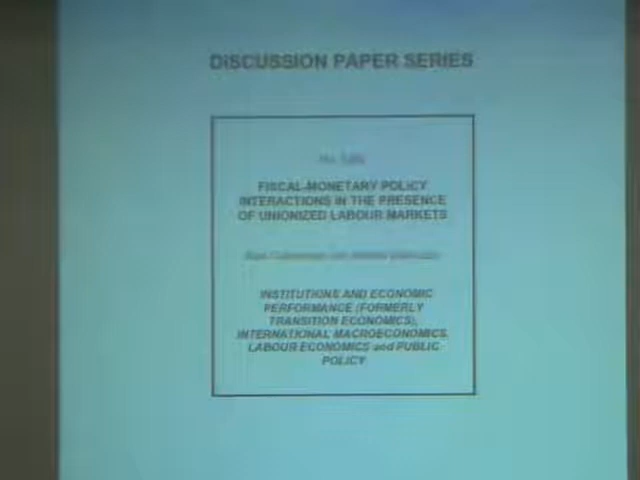 DISCUSSION PAPER SERIES
No.
FISCAL-MONETARY POLICY
INTERACTIONS IN THE PRESENCE
OF UNIONIZED LABOUR MARKETS
INSTITUTIONS AND ECONOMIC
PERFORMANCE (FORMERLY
TRANSITION ECONOMICS),
INTERNATIONAL MACROECONOMICS,
LABOUR ECONOMICS and PUBLIC
POLICY